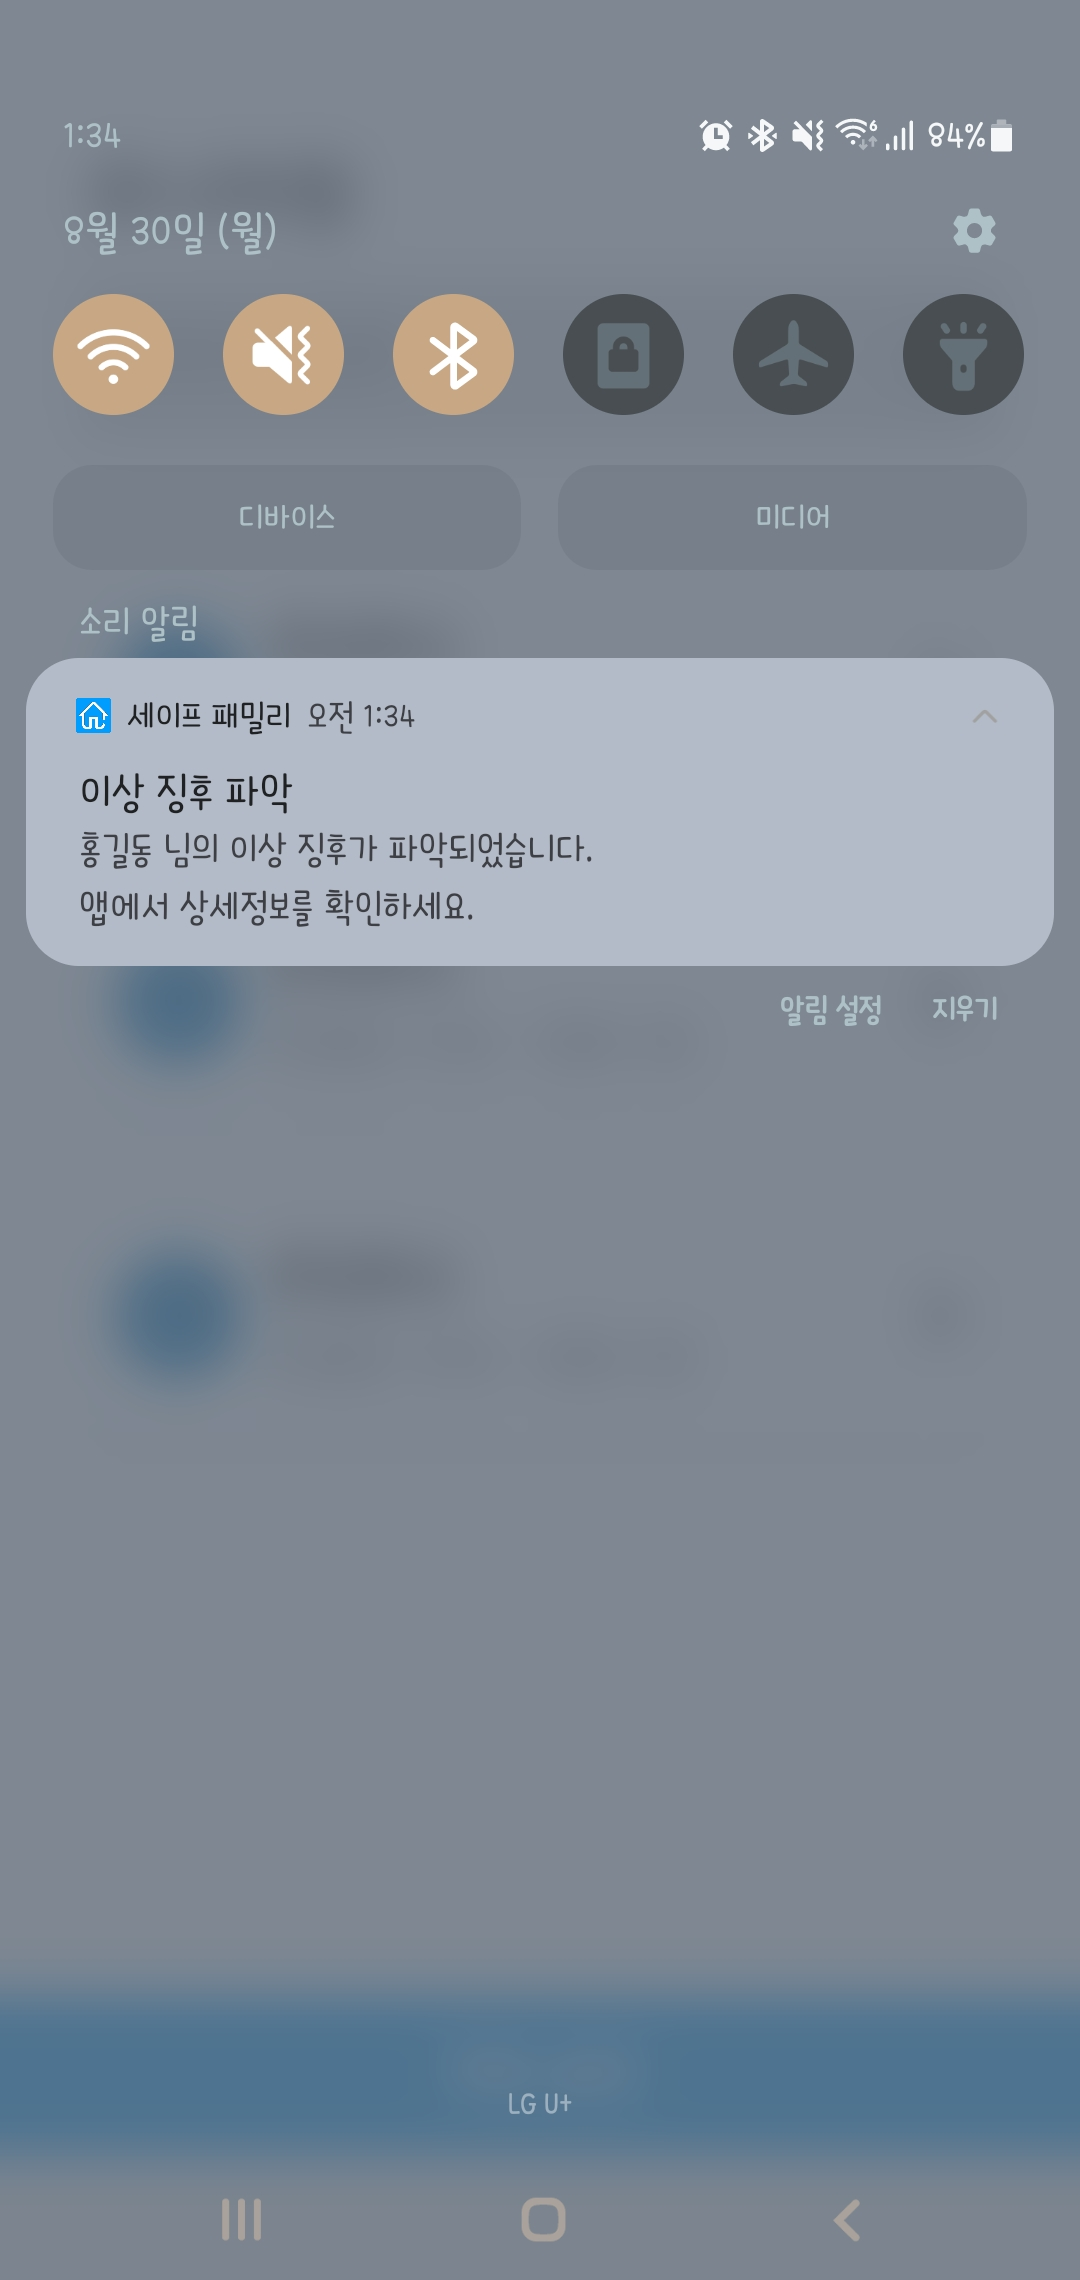 1:34
84%
8월 30일 (월)
디바이스
미디어
소리 알림
세이프 패밀리 오전 1:34
이상 징후 파악
홍길동 님의 이상 징후가 파악되었습니다.
앱에서 상세정보를 확인하세요.
알림 설정
지우기
LG U+